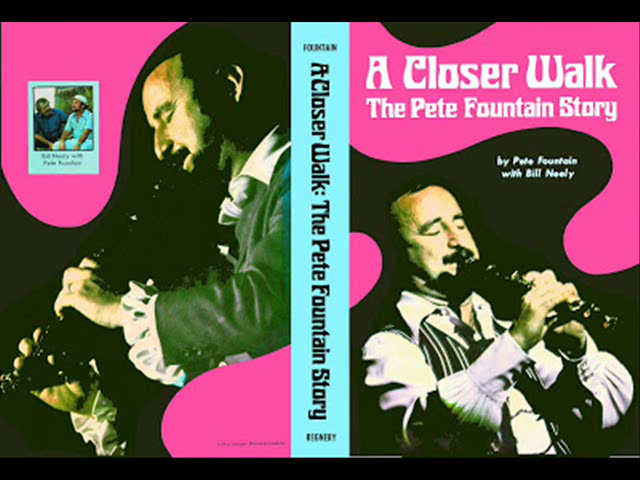 Bill Neely with
Pete Fountain
FOUNTAIN
A Closer Walk: The Pete Fountain Story
REGNERY
A Closer Walk
The Pete Fountain Story
by Pete Fountain
with Bill Neely